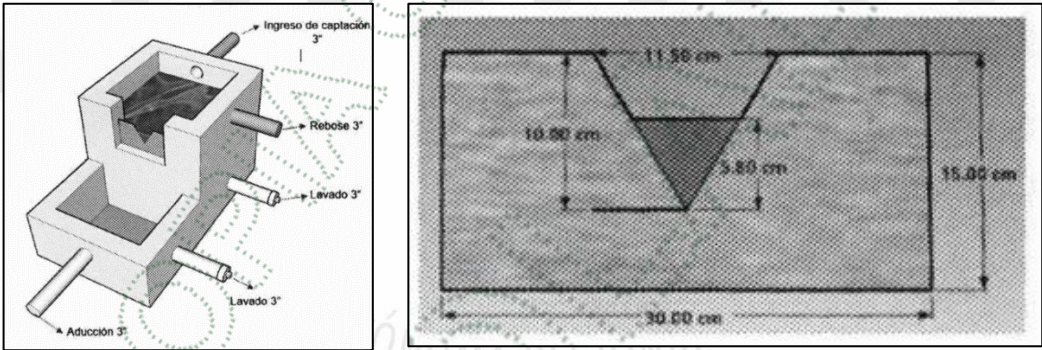 Ingreso de captación
3"
Rebose 3"
Lavado 3"
Lavado 3"
Aducción 3"
11.50 cm
10.00 cm
5.80 cm
15.00 cm
30.00 cm